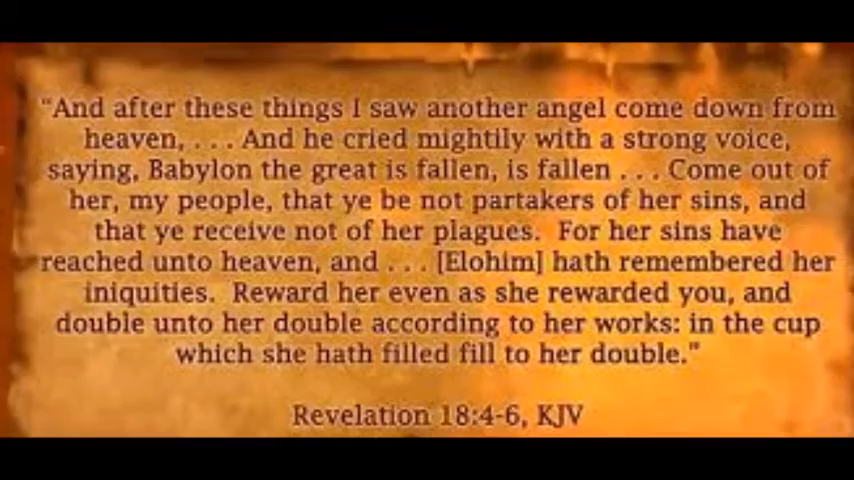 "And after these things I saw another angel come down from
heaven, . . . And he cried mightily with a strong voice,
saying, Babylon the great is fallen, is fallen . . . Come out of
her, my people, that ye be not partakers of her sins, and
that ye receive not of her plagues.  For her sins have
reached unto heaven, and . . . [Elohim] hath remembered her
iniquities.  Reward her even as she rewarded you, and
double unto her double according to her works: in the cup
which she hath filled fill to her double."
Revelation 18:4-6, KJV